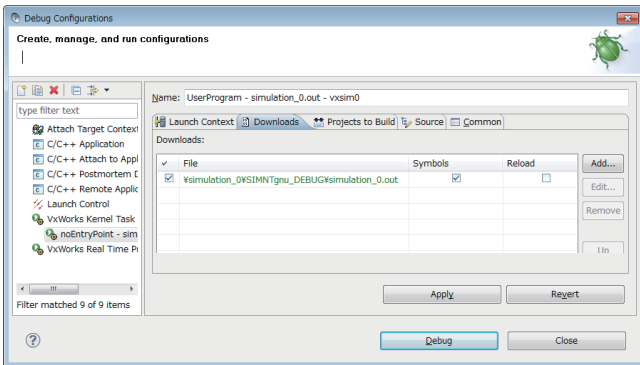 Debug Configurations
Create, manage, and run configurations
type filter text
Attach Target Context
C/C++ Application
C/C++ Attach to Appl
C/C++ Postmortem D
C/C++ Remote Applic
Launch Control
VxWorks Kernel Task
noEntryPoint - sim
VxWorks Real Time Pr
Filter matched 9 of 9 items
Name: UserProgram - simulation_0.out - vxsim0
Launch Context Downloads Projects to Build Source Common
Downloads:
File Symbols Reload
¥simulation_0¥SIMNTgnu_DEBUG¥simulation_0.out
Add...
Edit...
Remove
Up
Apply Revert
Debug Close